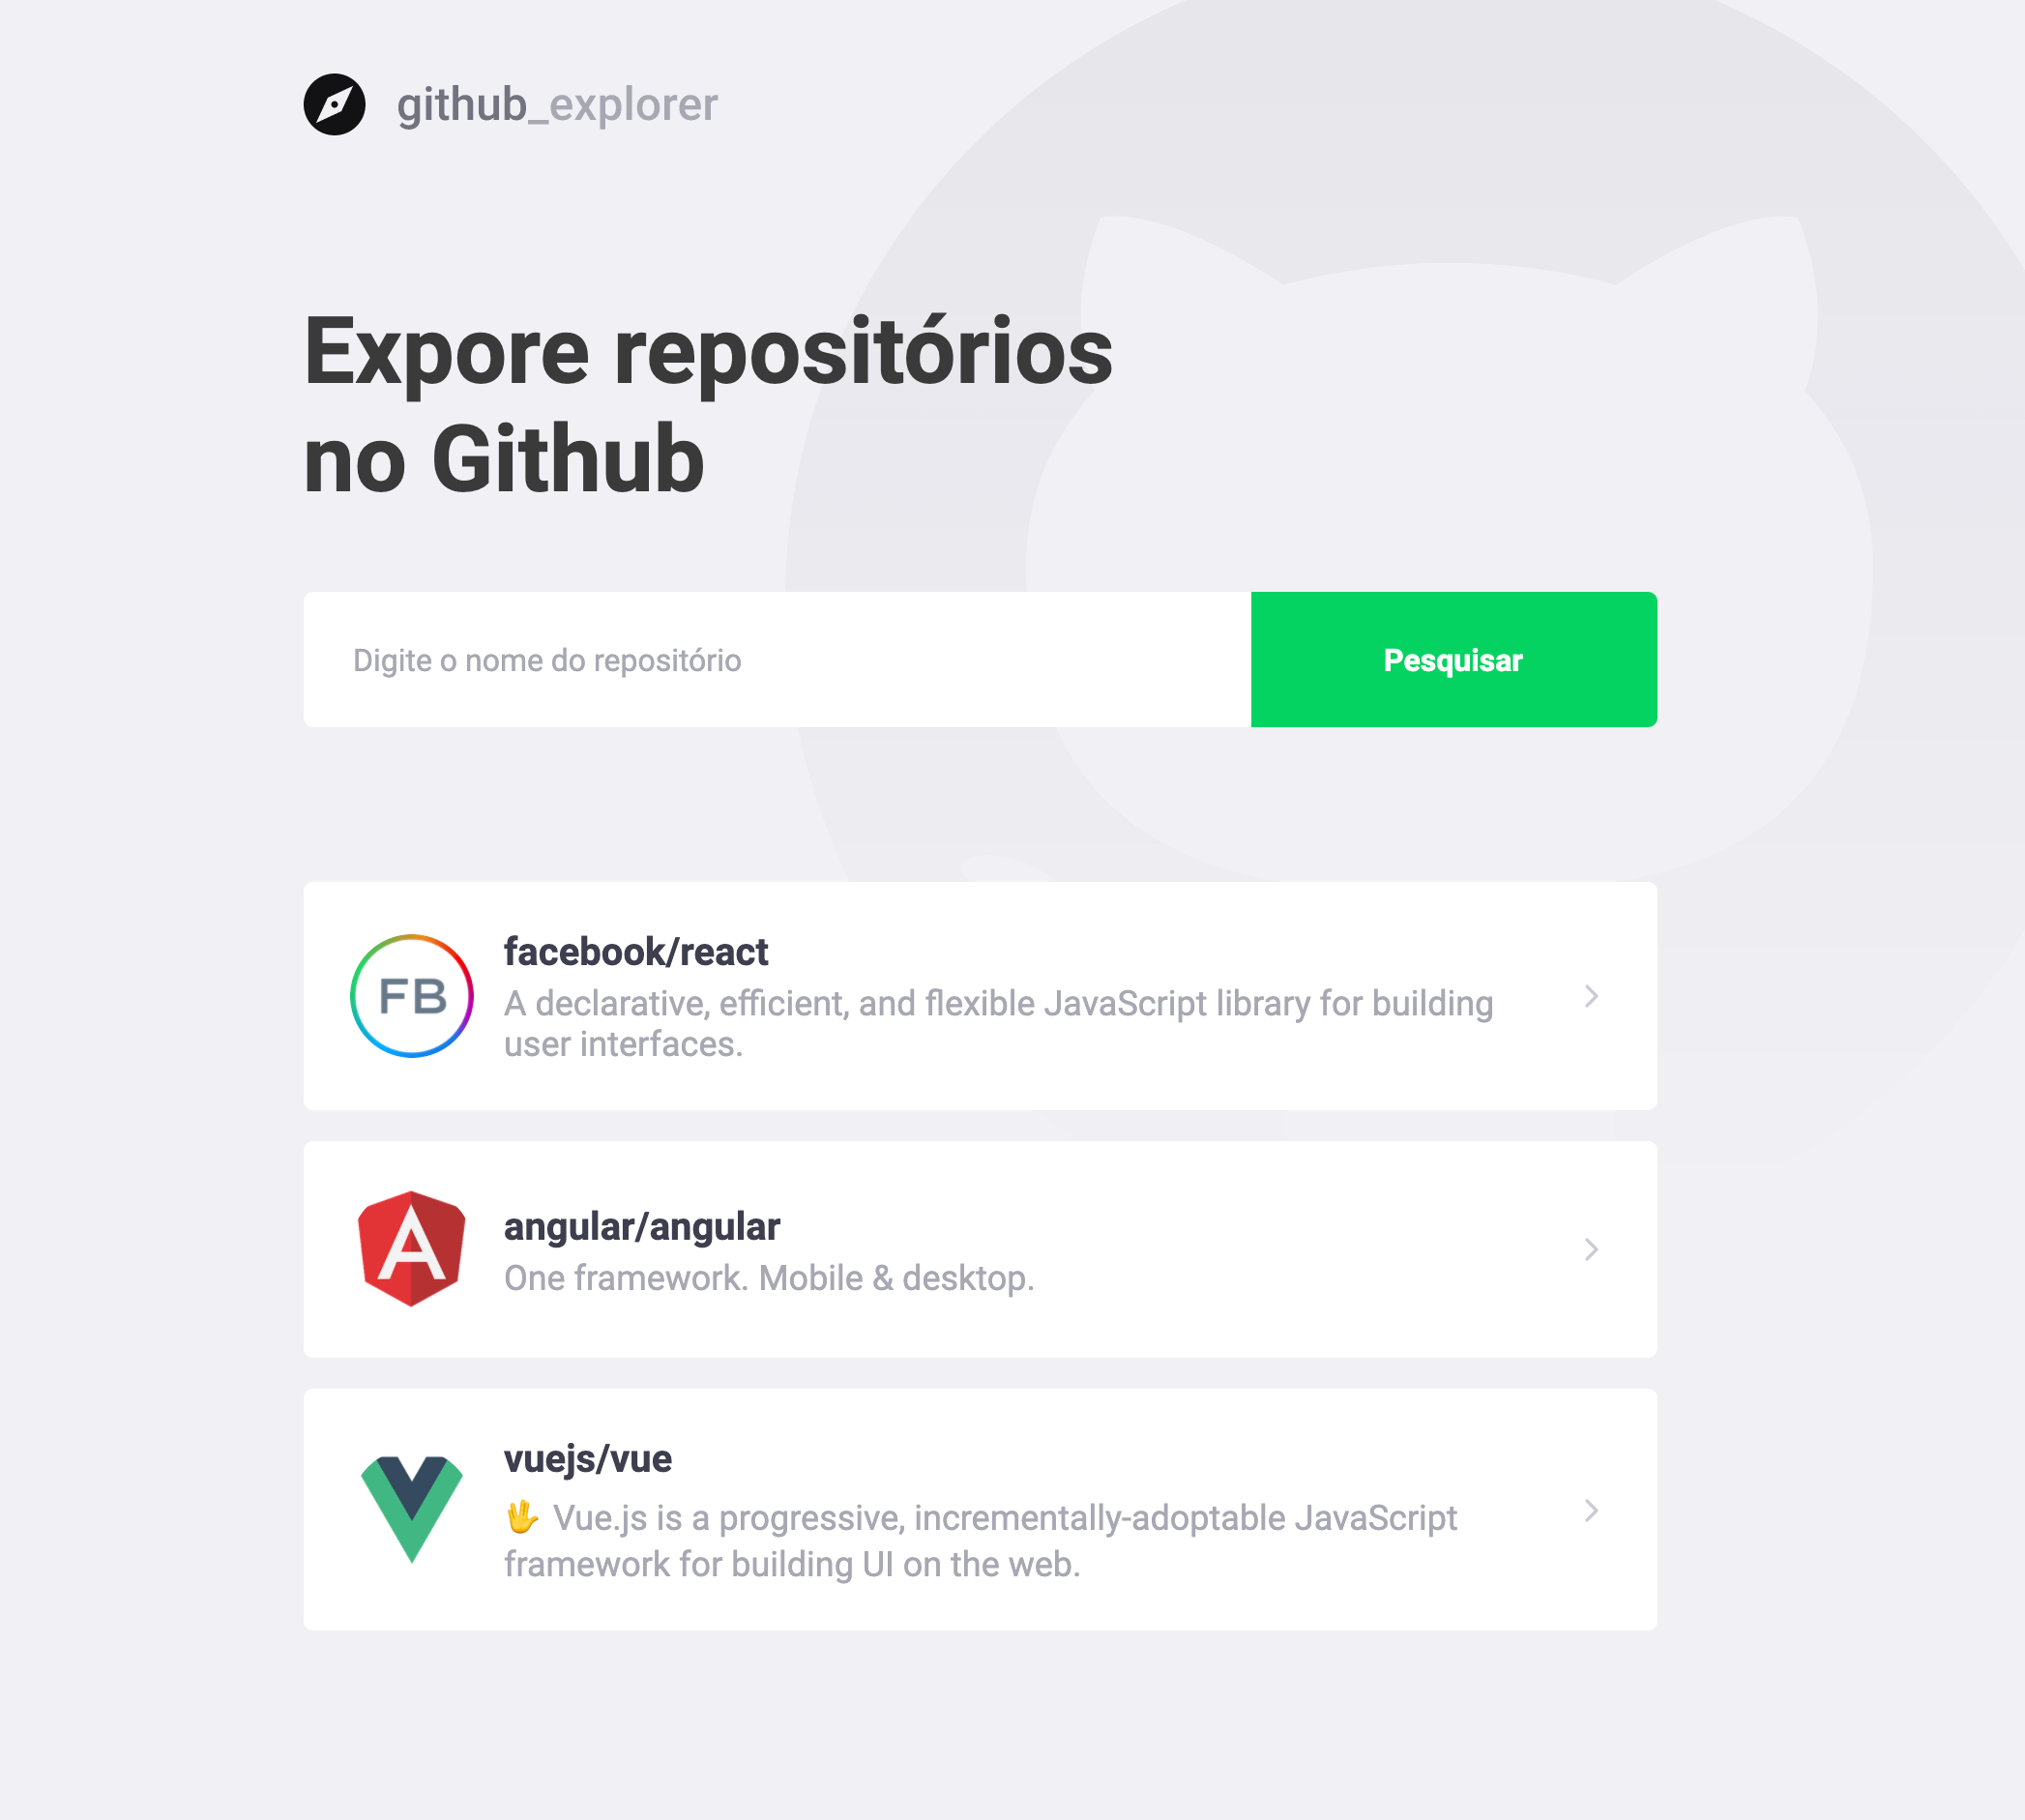 github_explorer
Expore repositórios
no Github
Digite o nome do repositório
Pesquisar
FB
facebook/react
A declarative, efficient, and flexible JavaScript library for building
user interfaces.
A
angular/angular
One framework. Mobile & desktop.
vuejs/vue
🖖 Vue.js is a progressive, incrementally-adoptable JavaScript
framework for building UI on the web.